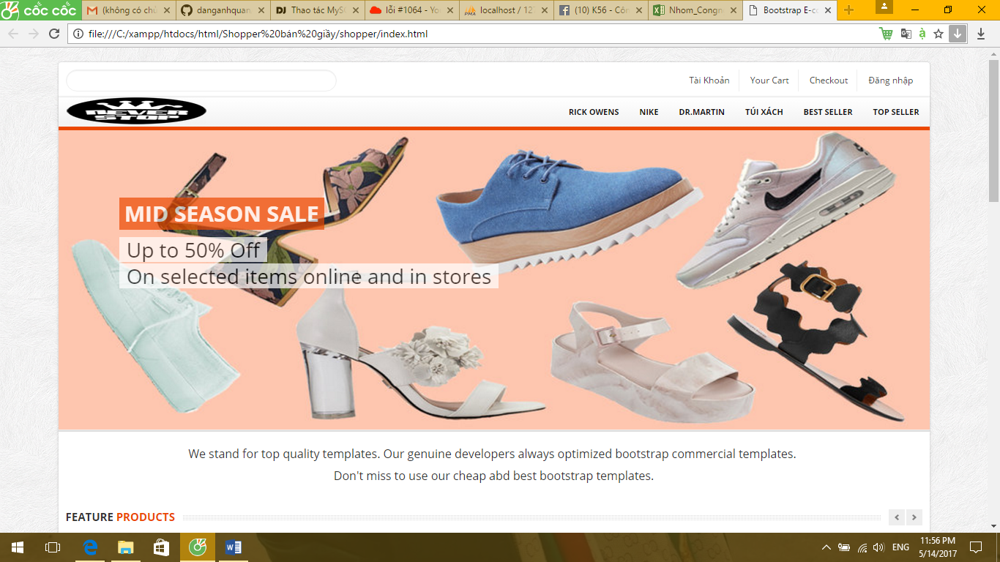 cốc cốc
(không có chủ
danganhquan
Thao tác MySQ
lỗi #1064 - Yo
localhost / 127
(10) K56 - Côn
Nhom_Congn
Bootstrap E-co
file:///C:/xampp/htdocs/html/Shopper%20bán%20giầy/shopper/index.html
Tài Khoản
Your Cart
Checkout
Đăng nhập
NEVER
STOP
RICK OWENS
NIKE
DR.MARTIN
TÚI XÁCH
BEST SELLER
TOP SELLER
MID SEASON SALE
Up to 50% Off
On selected items online and in stores
We stand for top quality templates. Our genuine developers always optimized bootstrap commercial templates.
Don't miss to use our cheap abd best bootstrap templates.
FEATURE PRODUCTS
ENG
11:56 PM
5/14/2017